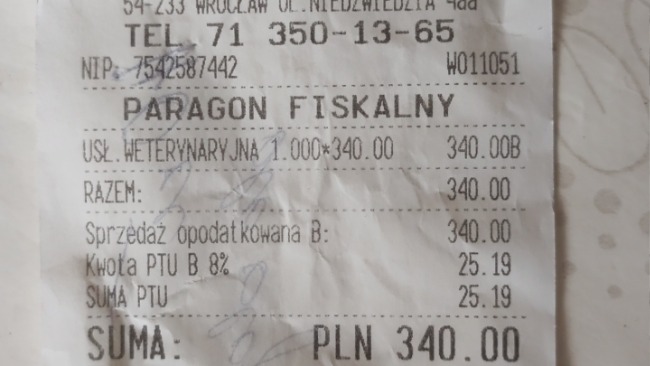 54-233 WROCŁAW UL.NIEDŹWIEDZIA
TEL. 71 350-13-65
NIP: 7542587442 W011051
PARAGON FISKALNY
USŁ.WETERYNARYJNA 1.000*340.00 340.00B
RAZEM: 340.00
Sprzedaż opodatkowana B: 340.00
Kwota PTU B 8% 25.19
SUMA PTU 25.19
SUMA: PLN 340.00